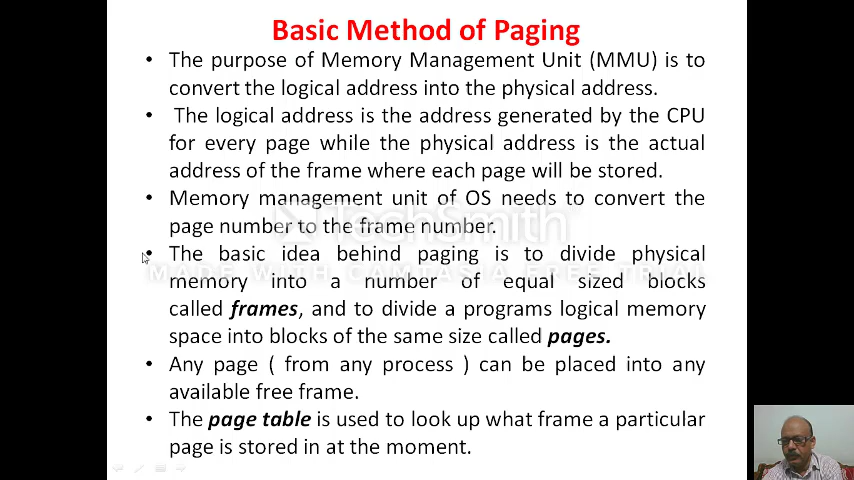 Basic Method of Paging
• The purpose of Memory Management Unit (MMU) is to
convert the logical address into the physical address.
• The logical address is the address generated by the CPU
for every page while the physical address is the actual
address of the frame where each page will be stored.
• Memory management unit of OS needs to convert the
page number to the frame number.
TechSmith
• The basic idea behind paging is to divide physical
MADE WITH CAMTASIA FREE TRIAL
memory into a number of equal sized blocks
called frames, and to divide a programs logical memory
space into blocks of the same size called pages.
• Any page ( from any process ) can be placed into any
available free frame.
• The page table is used to look up what frame a particular
page is stored in at the moment.